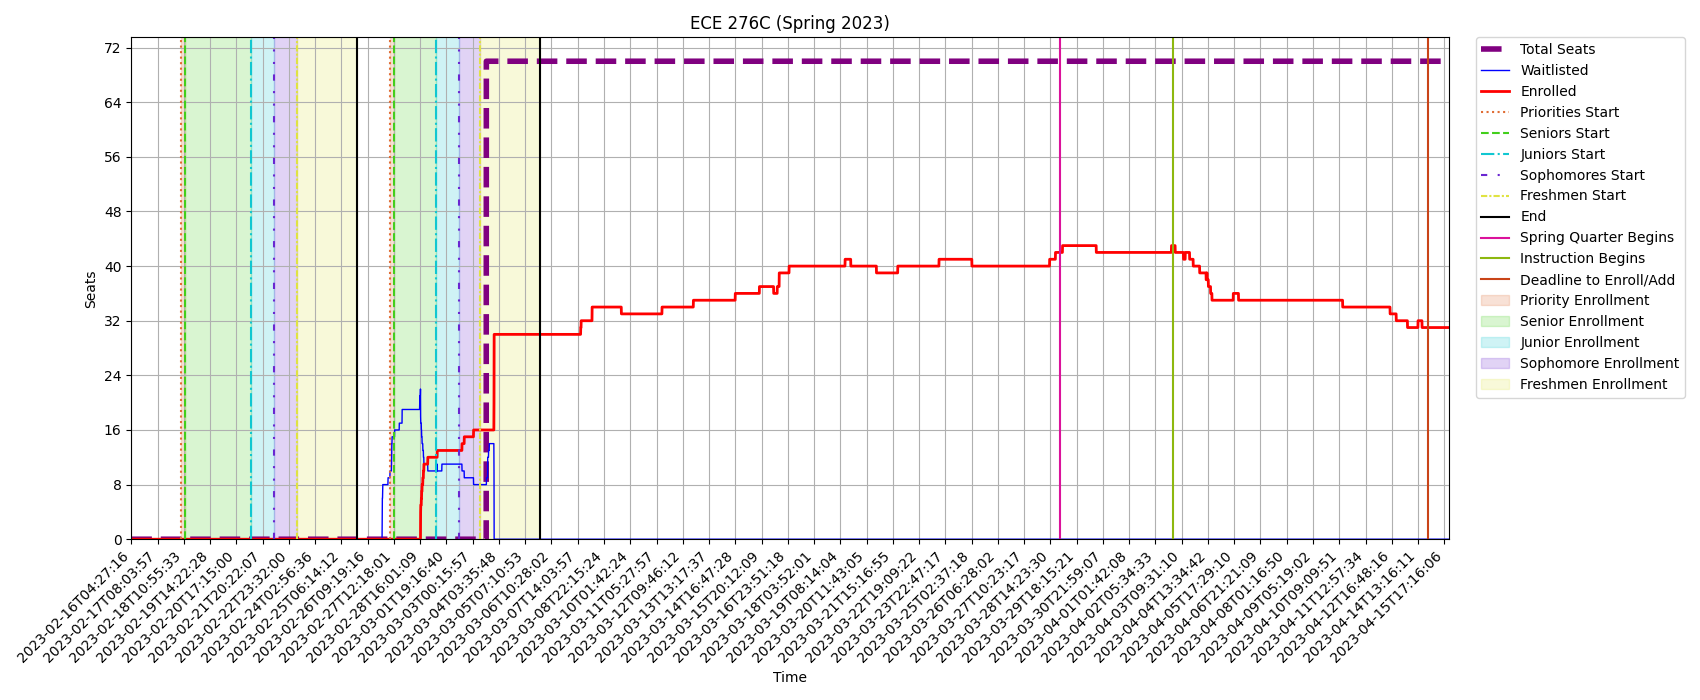 ECE 276C (Spring 2023)
Seats
72
64
56
48
40
32
24
16
8
0
2023-02-16T04:27:16
2023-02-17T08:03:57
2023-02-18T10:55:33
2023-02-19T14:22:28
2023-02-20T17:15:00
2023-02-21T20:22:07
2023-02-22T23:32:00
2023-02-24T02:56:36
2023-02-25T06:14:12
2023-02-26T09:19:16
2023-02-27T12:18:01
2023-02-28T16:01:09
2023-03-01T19:16:40
2023-03-03T00:15:57
2023-03-04T03:35:48
2023-03-05T07:10:53
2023-03-06T10:28:02
2023-03-07T14:03:57
2023-03-08T22:15:24
2023-03-10T01:42:24
2023-03-11T05:27:57
2023-03-12T09:46:12
2023-03-13T13:17:37
2023-03-14T16:47:28
2023-03-15T20:12:09
2023-03-16T23:51:18
2023-03-18T03:52:01
2023-03-19T08:14:04
2023-03-20T11:43:05
2023-03-21T15:16:55
2023-03-22T19:09:22
2023-03-23T22:47:17
2023-03-25T02:37:18
2023-03-26T06:28:02
2023-03-27T10:23:17
2023-03-28T14:23:30
2023-03-29T18:15:21
2023-03-30T21:59:07
2023-04-01T01:42:08
2023-04-02T05:34:33
2023-04-03T09:31:10
2023-04-04T13:34:42
2023-04-05T17:29:10
2023-04-06T21:21:09
2023-04-08T01:16:50
2023-04-09T05:19:02
2023-04-10T09:09:51
2023-04-11T12:57:34
2023-04-12T16:48:16
2023-04-14T13:16:11
2023-04-15T17:16:06
Time
Total Seats
Waitlisted
Enrolled
Priorities Start
Seniors Start
Juniors Start
Sophomores Start
Freshmen Start
End
Spring Quarter Begins
Instruction Begins
Deadline to Enroll/Add
Priority Enrollment
Senior Enrollment
Junior Enrollment
Sophomore Enrollment
Freshmen Enrollment